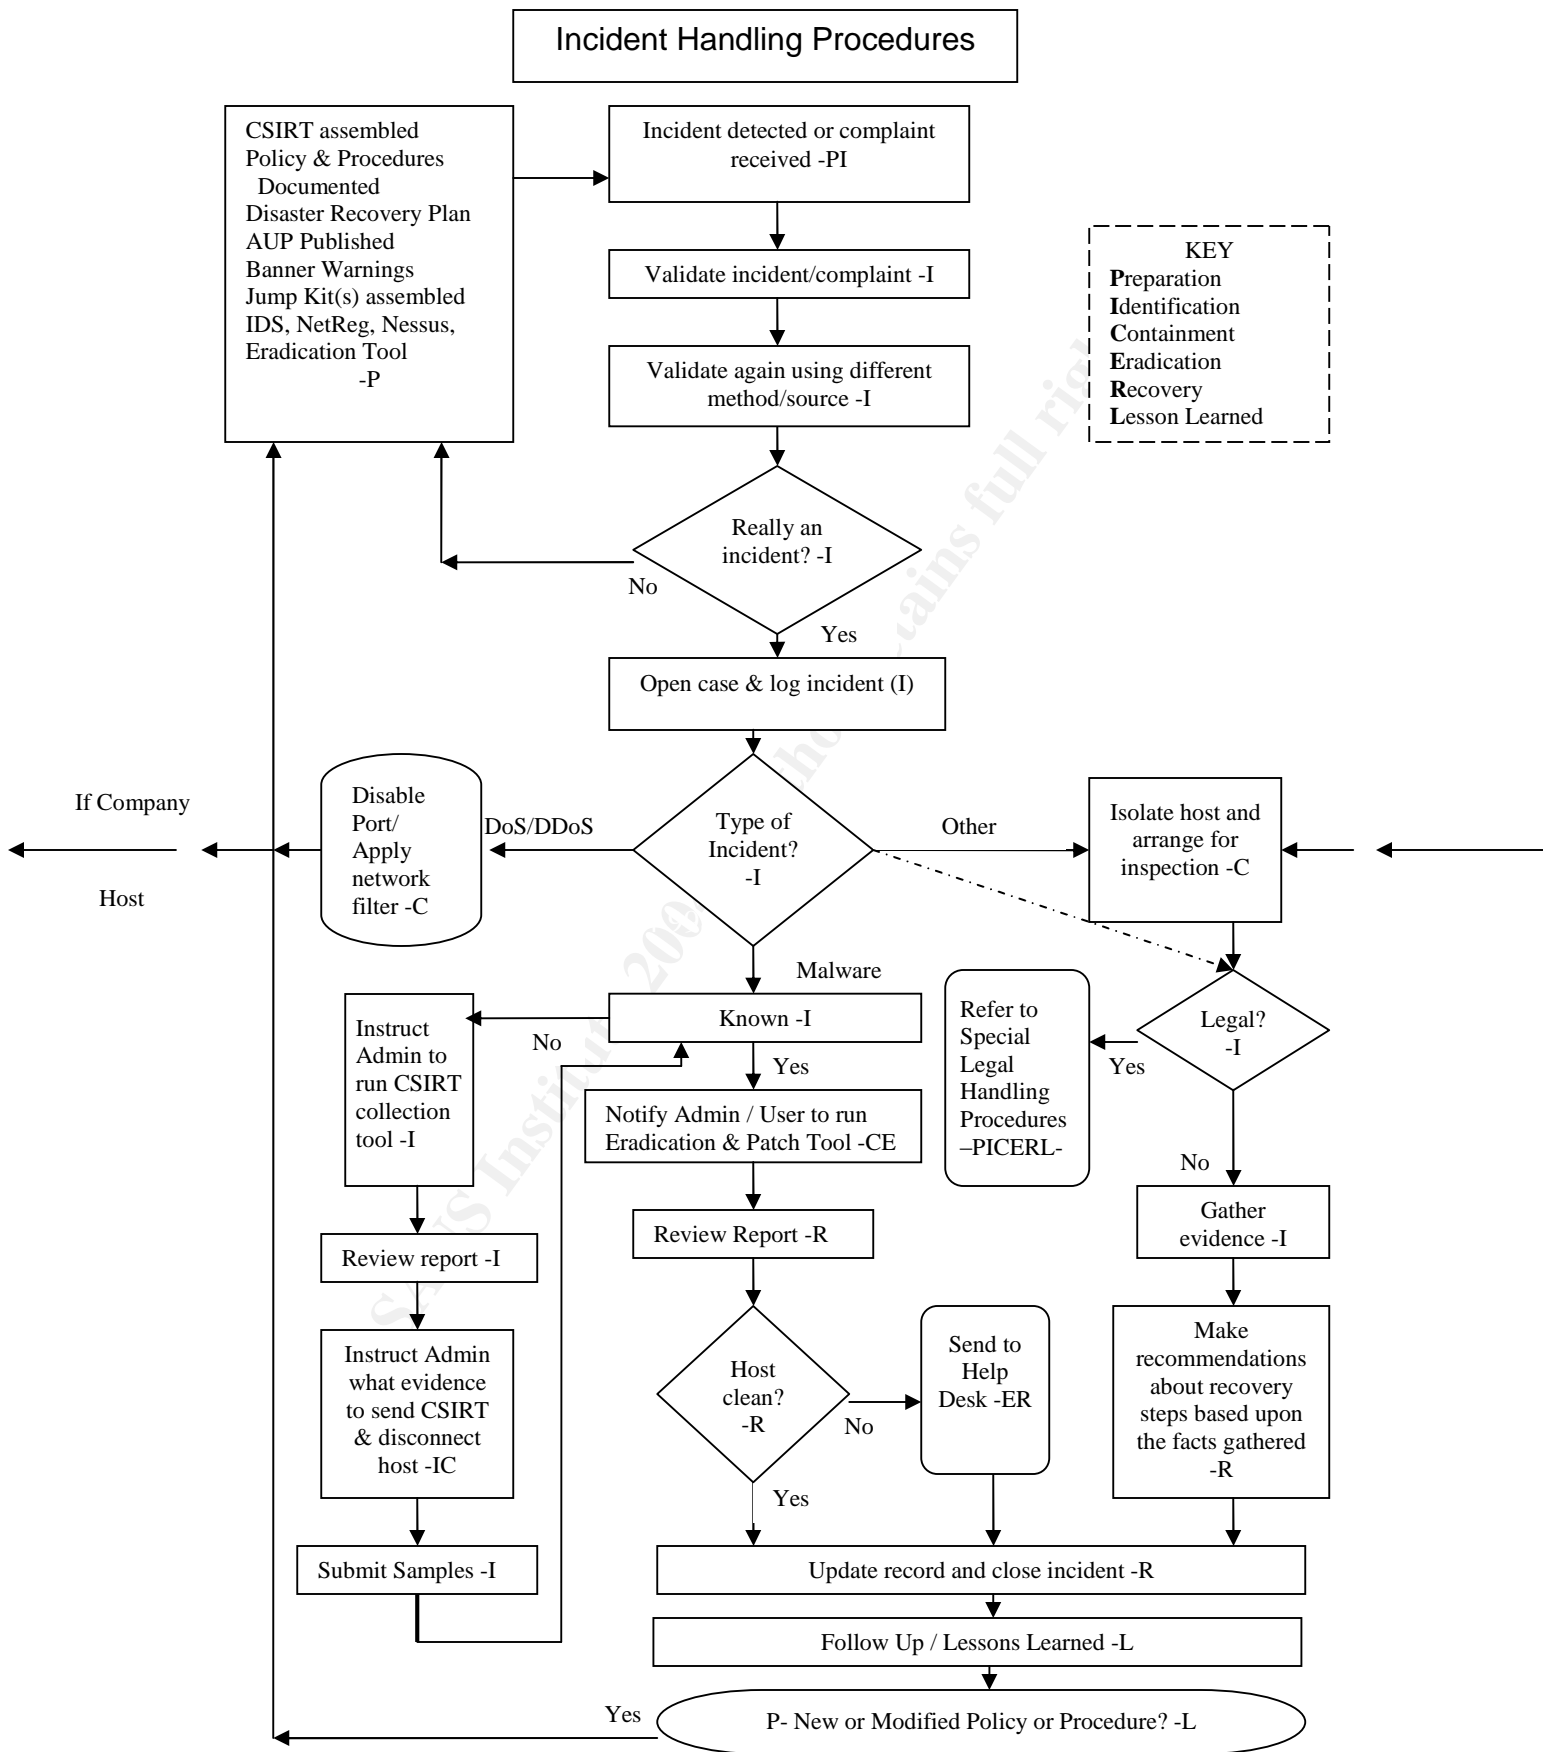 Incident Handling Procedures
CSIRT assembled
Policy & Procedures
Documented
Disaster Recovery Plan
AUP Published
Banner Warnings
Jump Kit(s) assembled
IDS, NetReg, Nessus,
Eradication Tool
-P
Incident detected or complaint
received -PI
Validate incident/complaint -I
Validate again using different
method/source -I
KEY
Preparation
Identification
Containment
Eradication
Recovery
Lesson Learned
Really an
incident? -I
No
Yes
Open case & log incident (I)
If Company
Host
Disable
Port/
Apply
network
filter -C
DoS/DDoS
Type of
Incident?
-I
Other
Isolate host and
arrange for
inspection -C
Malware
Known -I
No
Yes
Instruct
Admin to
run CSIRT
collection
tool -I
Notify Admin / User to run
Eradication & Patch Tool -CE
Refer to
Special
Legal
Handling
Procedures
–PICERL-
Legal?
-I
Yes
No
Review report -I
Review Report -R
Gather
evidence -I
Instruct Admin
what evidence
to send CSIRT
& disconnect
host -IC
Host
clean?
-R
No
Yes
Send to
Help
Desk -ER
Make
recommendations
about recovery
steps based upon
the facts gathered
-R
Submit Samples -I
Update record and close incident -R
Follow Up / Lessons Learned -L
Yes
P- New or Modified Policy or Procedure? -L
SANS Institute 200
tains full rig